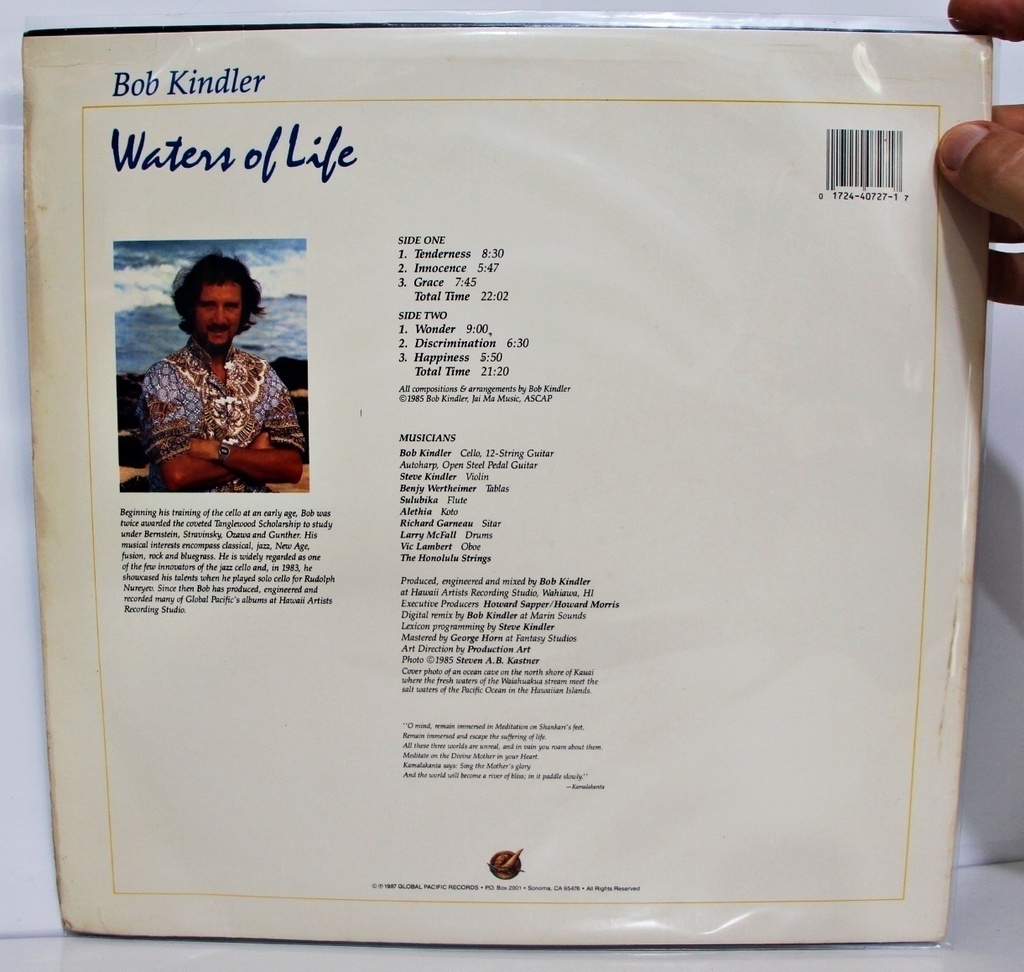 Bob Kindler
Waters of Life
0 1724-40727-1 7
SIDE ONE
1. Tenderness 8:30
2. Innocence 5:47
3. Grace 7:45
Total Time 22:02
SIDE TWO
1. Wonder 9:00
2. Discrimination 6:30
3. Happiness 5:50
Total Time 21:20
All compositions & arrangements by Bob Kindler
©1985 Bob Kindler, Jai Ma Music, ASCAP
Beginning his training of the cello at an early age, Bob was
twice awarded the coveted Tanglewood Scholarship to study
under Bernstein, Stravinsky, Ozawa and Gunther. His
musical interests encompass classical, jazz, New Age,
fusion, rock and bluegrass. He is widely regarded as one
of the few innovators of the jazz cello and, in 1983, he
showcased his talents when he played solo cello for Rudolph
Nureyev. Since then Bob has produced, engineered and
recorded many of Global Pacific's albums at Hawaii Artists
Recording Studio.
MUSICIANS
Bob Kindler Cello, 12-String Guitar
Autoharp, Open Steel Pedal Guitar
Steve Kindler Violin
Benjy Wertheimer Tablas
Sulubika Flute
Alethia Koto
Richard Garneau Sitar
Larry McFall Drums
Vic Lambert Oboe
The Honolulu Strings
Produced, engineered and mixed by Bob Kindler
at Hawaii Artists Recording Studio, Wahiawa, HI
Executive Producers Howard Sapper/Howard Morris
Digital remix by Bob Kindler at Marin Sounds
Lexicon programming by Steve Kindler
Mastered by George Horn at Fantasy Studios
Art Direction by Production Art
Photo ©1985 Steven A.B. Kastner
Cover photo of an ocean cave on the north shore of Kauai
where the fresh waters of the Waiahuakua stream meet the
salt waters of the Pacific Ocean in the Hawaiian Islands.
"O mind, remain immersed in Meditation on Shankari's feet,
Remain immersed and escape the suffering of life.
All these three worlds are unreal, and in vain you roam about them.
Meditate on the Divine Mother in your Heart.
Kamalakanta says: Sing the Mother's glory
And the world will become a river of bliss; in it paddle slowly."
—Kamalakanta
© ℗ 1987 GLOBAL PACIFIC RECORDS • P.O. Box 2001 • Sonoma, CA 95476 • All Rights Reserved